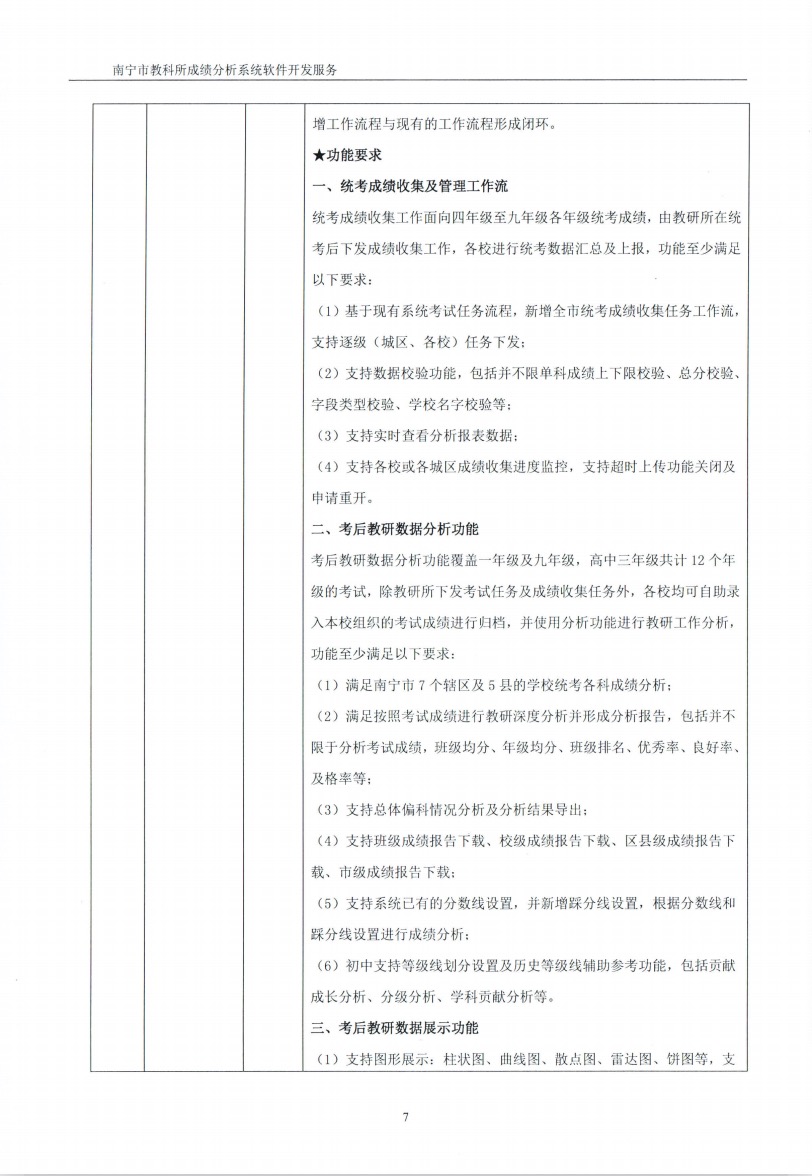 南宁市教科所成绩分析系统软件开发服务
增工作流程与现有的工作流程形成闭环。
★功能要求
一、统考成绩收集及管理工作流
统考成绩收集工作面向四年级至九年级各年级统考成绩，由教研所在统
考后下发成绩收集工作，各校进行统考数据汇总及上报，功能至少满足
以下要求：
（1）基于现有系统考试任务流程，新增全市统考成绩收集任务工作流，
支持逐级（城区、各校）任务下发；
（2）支持数据校验功能，包括并不限单科成绩上下限校验、总分校验、
字段类型校验、学校名字校验等；
（3）支持实时查看分析报表数据；
（4）支持各校或各城区成绩收集进度监控，支持超时上传功能关闭及
申请重开。
二、考后教研数据分析功能
考后教研数据分析功能覆盖一年级及九年级，高中三年级共计 12 个年
级的考试，除教研所下发考试任务及成绩收集任务外，各校均可自助录
入本校组织的考试成绩进行归档，并使用分析功能进行教研工作分析，
功能至少满足以下要求：
（1）满足南宁市 7 个辖区及 5 县的学校统考各科成绩分析；
（2）满足按照考试成绩进行教研深度分析并形成分析报告，包括并不
限于分析考试成绩，班级均分、年级均分、班级排名、优秀率、良好率、
及格率等；
（3）支持总体偏科情况分析及分析结果导出；
（4）支持班级成绩报告下载、校级成绩报告下载、区县级成绩报告下
载、市级成绩报告下载；
（5）支持系统已有的分数线设置，并新增踩分线设置，根据分数线和
踩分线设置进行成绩分析；
（6）初中支持等级线划分设置及历史等级线辅助参考功能，包括贡献
成长分析、分级分析、学科贡献分析等。
三、考后教研数据展示功能
（1）支持图形展示：柱状图、曲线图、散点图、雷达图、饼图等，支
7